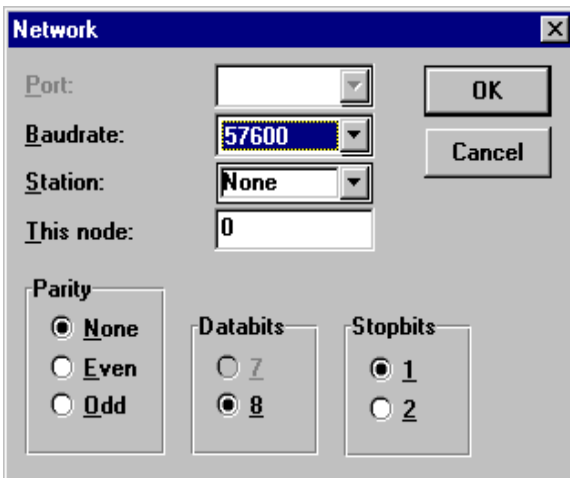 Network
Port:
OK
Baudrate: 57600
Cancel
Station: None
This node: 0
Parity
None
Even
Odd
Databits
7
8
Stopbits
1
2